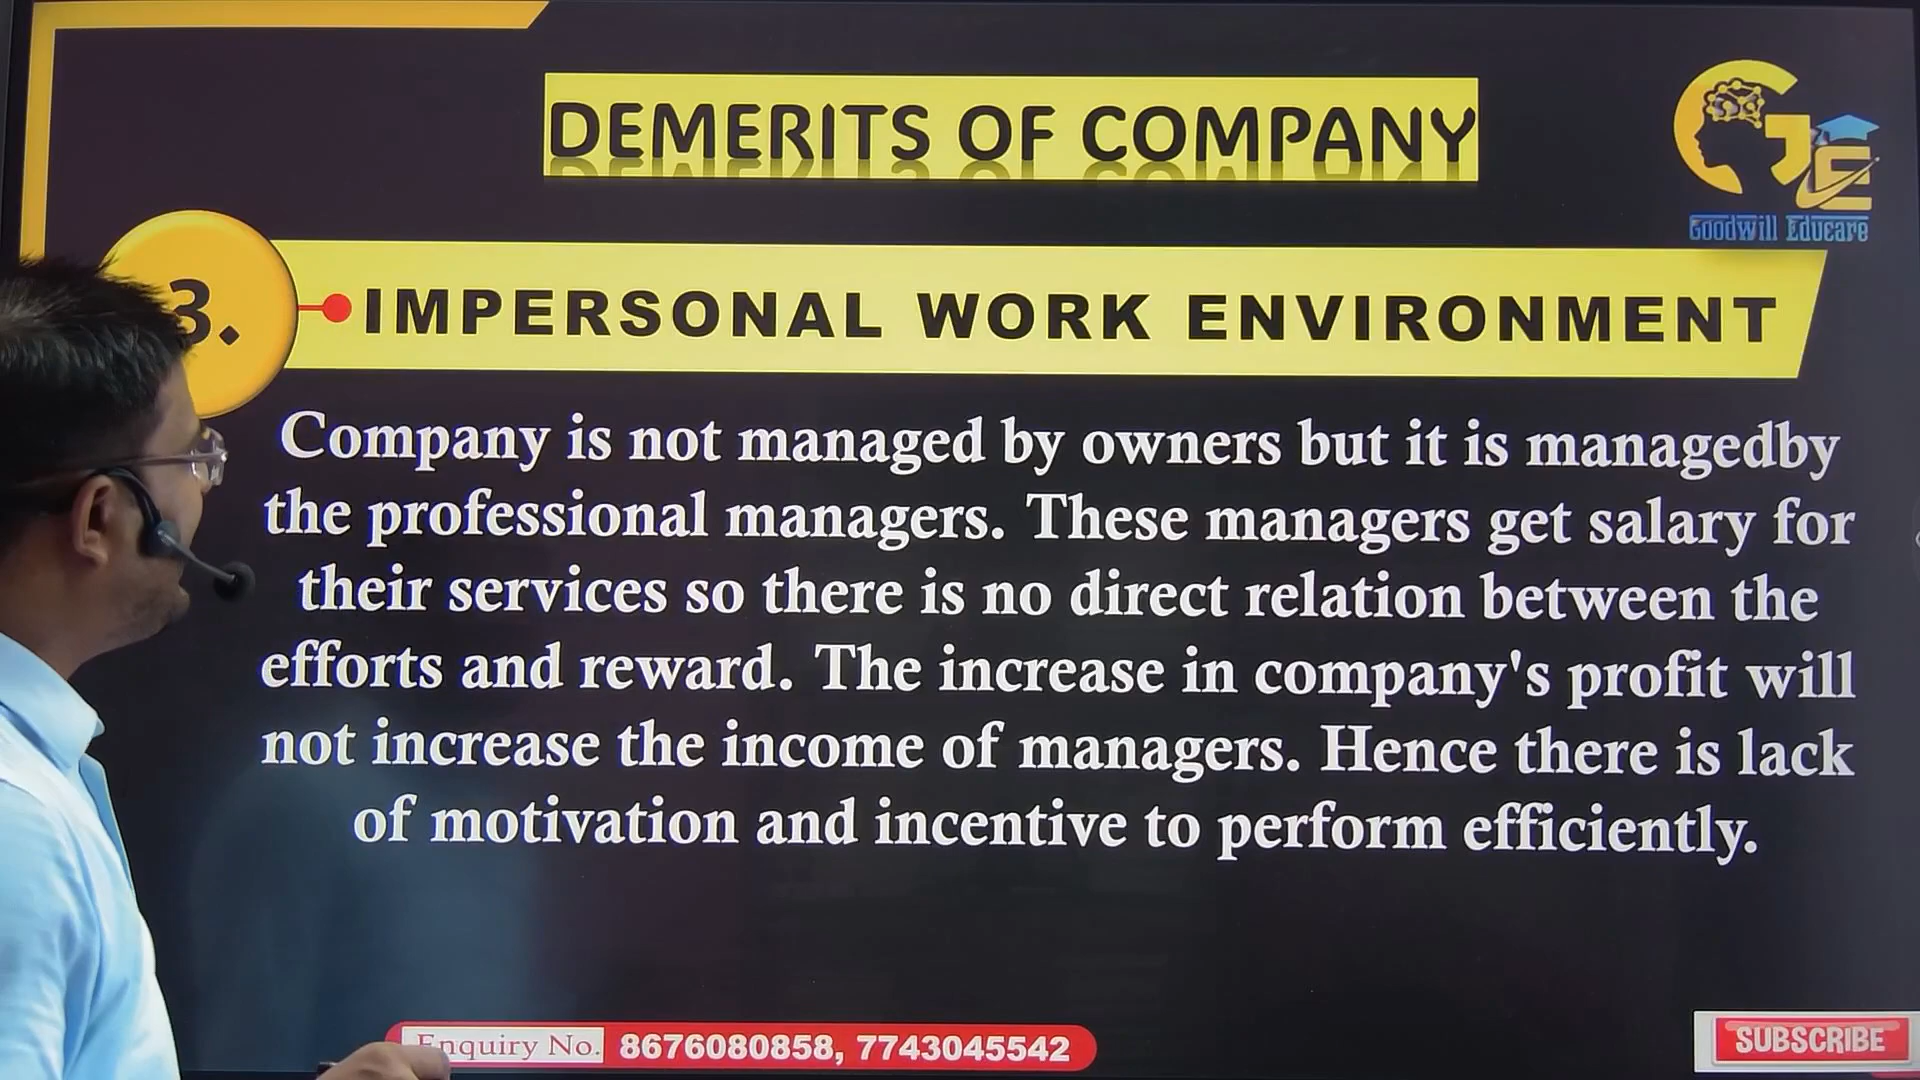 DEMERITS OF COMPANY
Goodwill Educare
3.
IMPERSONAL WORK ENVIRONMENT
Company is not managed by owners but it is managedby
the professional managers. These managers get salary for
their services so there is no direct relation between the
efforts and reward. The increase in company's profit will
not increase the income of managers. Hence there is lack
of motivation and incentive to perform efficiently.
Enquiry No. 8676080858, 7743045542
SUBSCRIBE